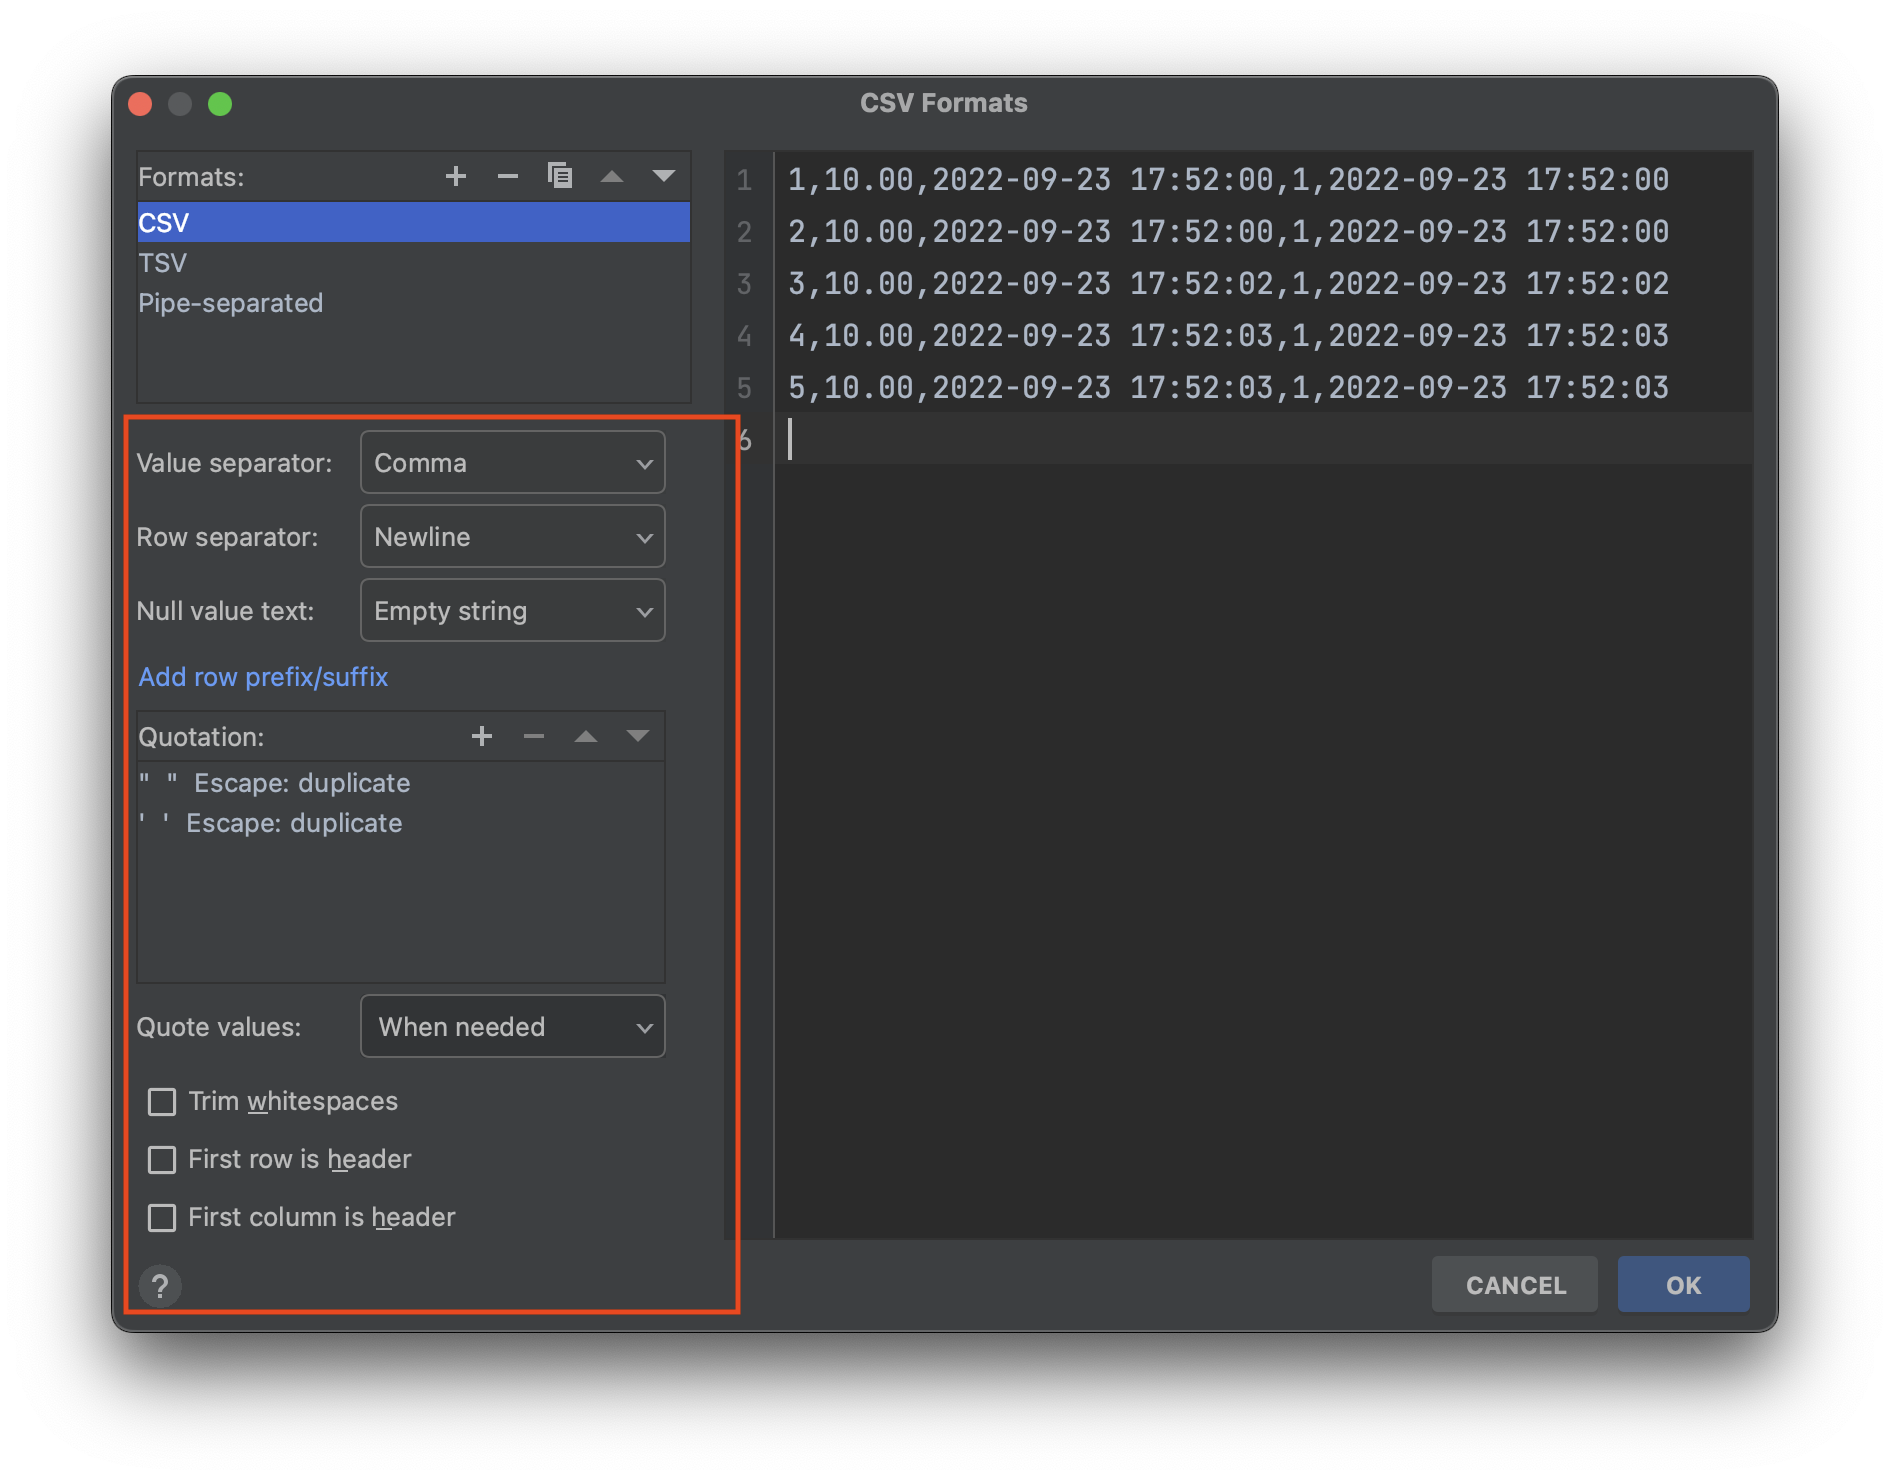 CSV Formats
Formats:
CSV
TSV
Pipe-separated
Value separator: Comma
Row separator: Newline
Null value text: Empty string
Add row prefix/suffix
Quotation:
" " Escape: duplicate
' ' Escape: duplicate
Quote values: When needed
Trim whitespaces
First row is header
First column is header
?
1 1,10.00,2022-09-23 17:52:00,1,2022-09-23 17:52:00
2 2,10.00,2022-09-23 17:52:00,1,2022-09-23 17:52:00
3 3,10.00,2022-09-23 17:52:02,1,2022-09-23 17:52:02
4 4,10.00,2022-09-23 17:52:03,1,2022-09-23 17:52:03
5 5,10.00,2022-09-23 17:52:03,1,2022-09-23 17:52:03
6
CANCEL OK